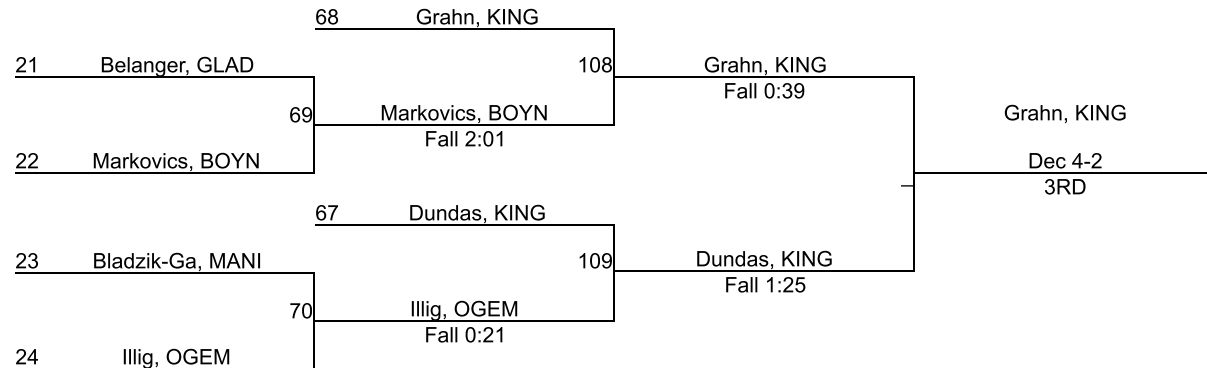 68 Grahn, KING
21 Belanger, GLAD
108 Grahn, KING
Fall 0:39
69 Markovics, BOYN
Fall 2:01
Grahn, KING
22 Markovics, BOYN
Dec 4-2
3RD
67 Dundas, KING
23 Bladzik-Ga, MANI
109 Dundas, KING
Fall 1:25
70 Illig, OGEM
Fall 0:21
24 Illig, OGEM